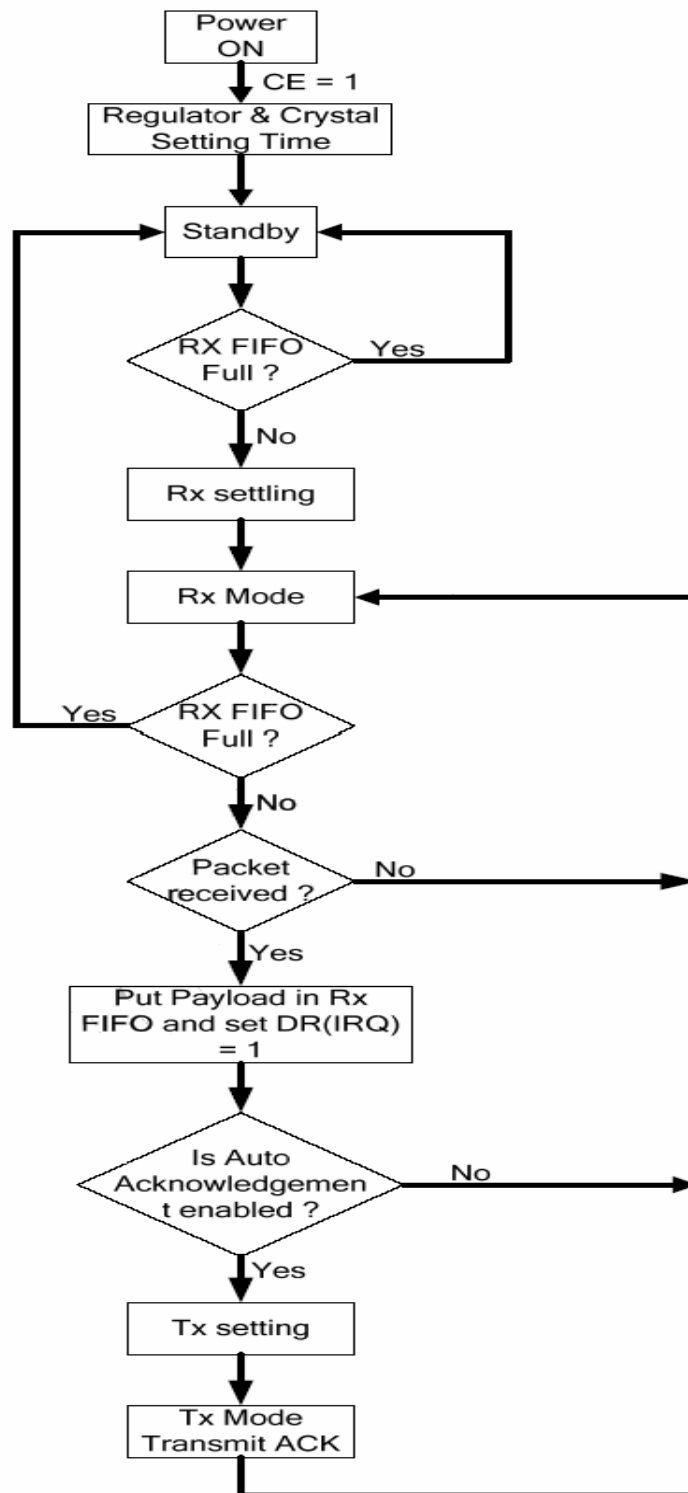 Power
ON
CE = 1
Regulator & Crystal
Setting Time
Standby
RX FIFO
Full ?
Yes
No
Rx settling
Rx Mode
RX FIFO
Full ?
Yes
No
Packet
received ?
No
Yes
Put Payload in Rx
FIFO and set DR(IRQ)
= 1
Is Auto
Acknowledgemen
t enabled ?
No
Yes
Tx setting
Tx Mode
Transmit ACK